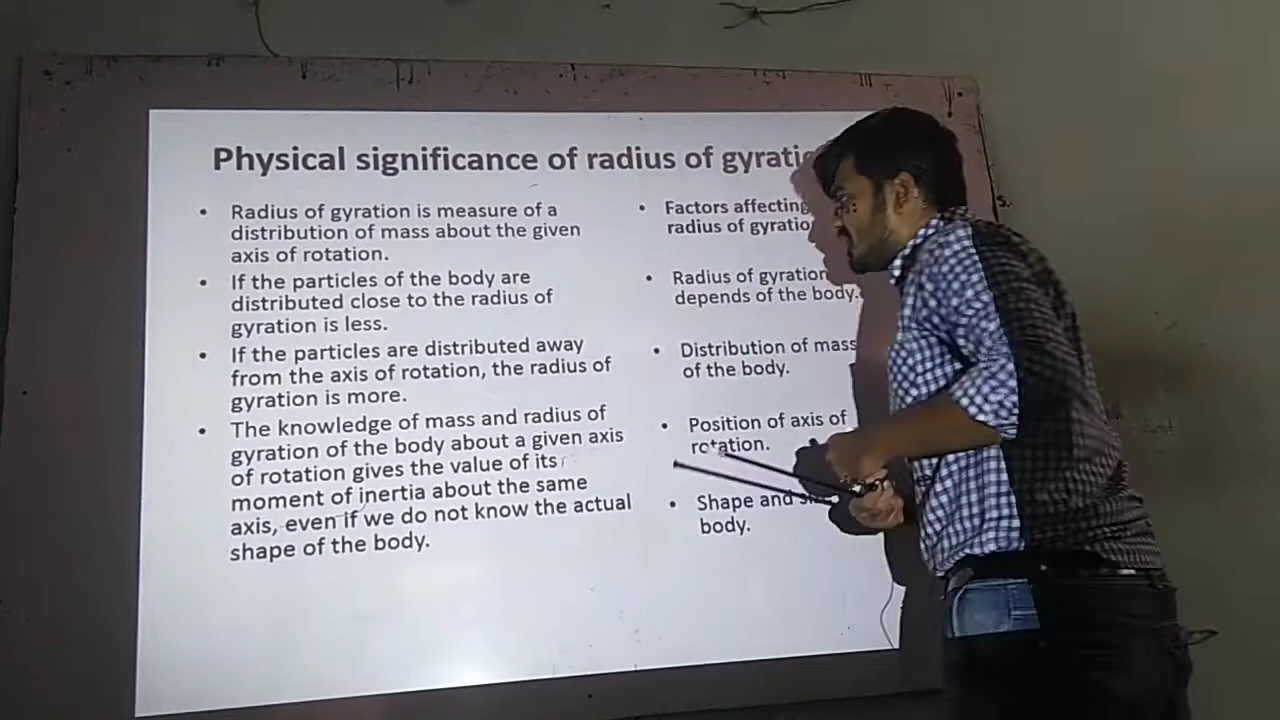 Physical significance of radius of
• Radius of gyration is measure of a
distribution of mass about the given
axis of rotation.
• If the particles of the body are
distributed close to the radius of
gyration is less.
• If the particles are distributed away
from the axis of rotation, the radius of
gyration is more.
• The knowledge of mass and radius of
gyration of the body about a given axis
of rotation gives the value of its
moment of inertia about the same
axis, even if we do not know the actual
shape of the body.
• Factors affecting
radius of
• Radius of gyration
depends of the body.
• Distribution of mass
of the body.
• Position of axis of
rotation.
• Shape and
body.